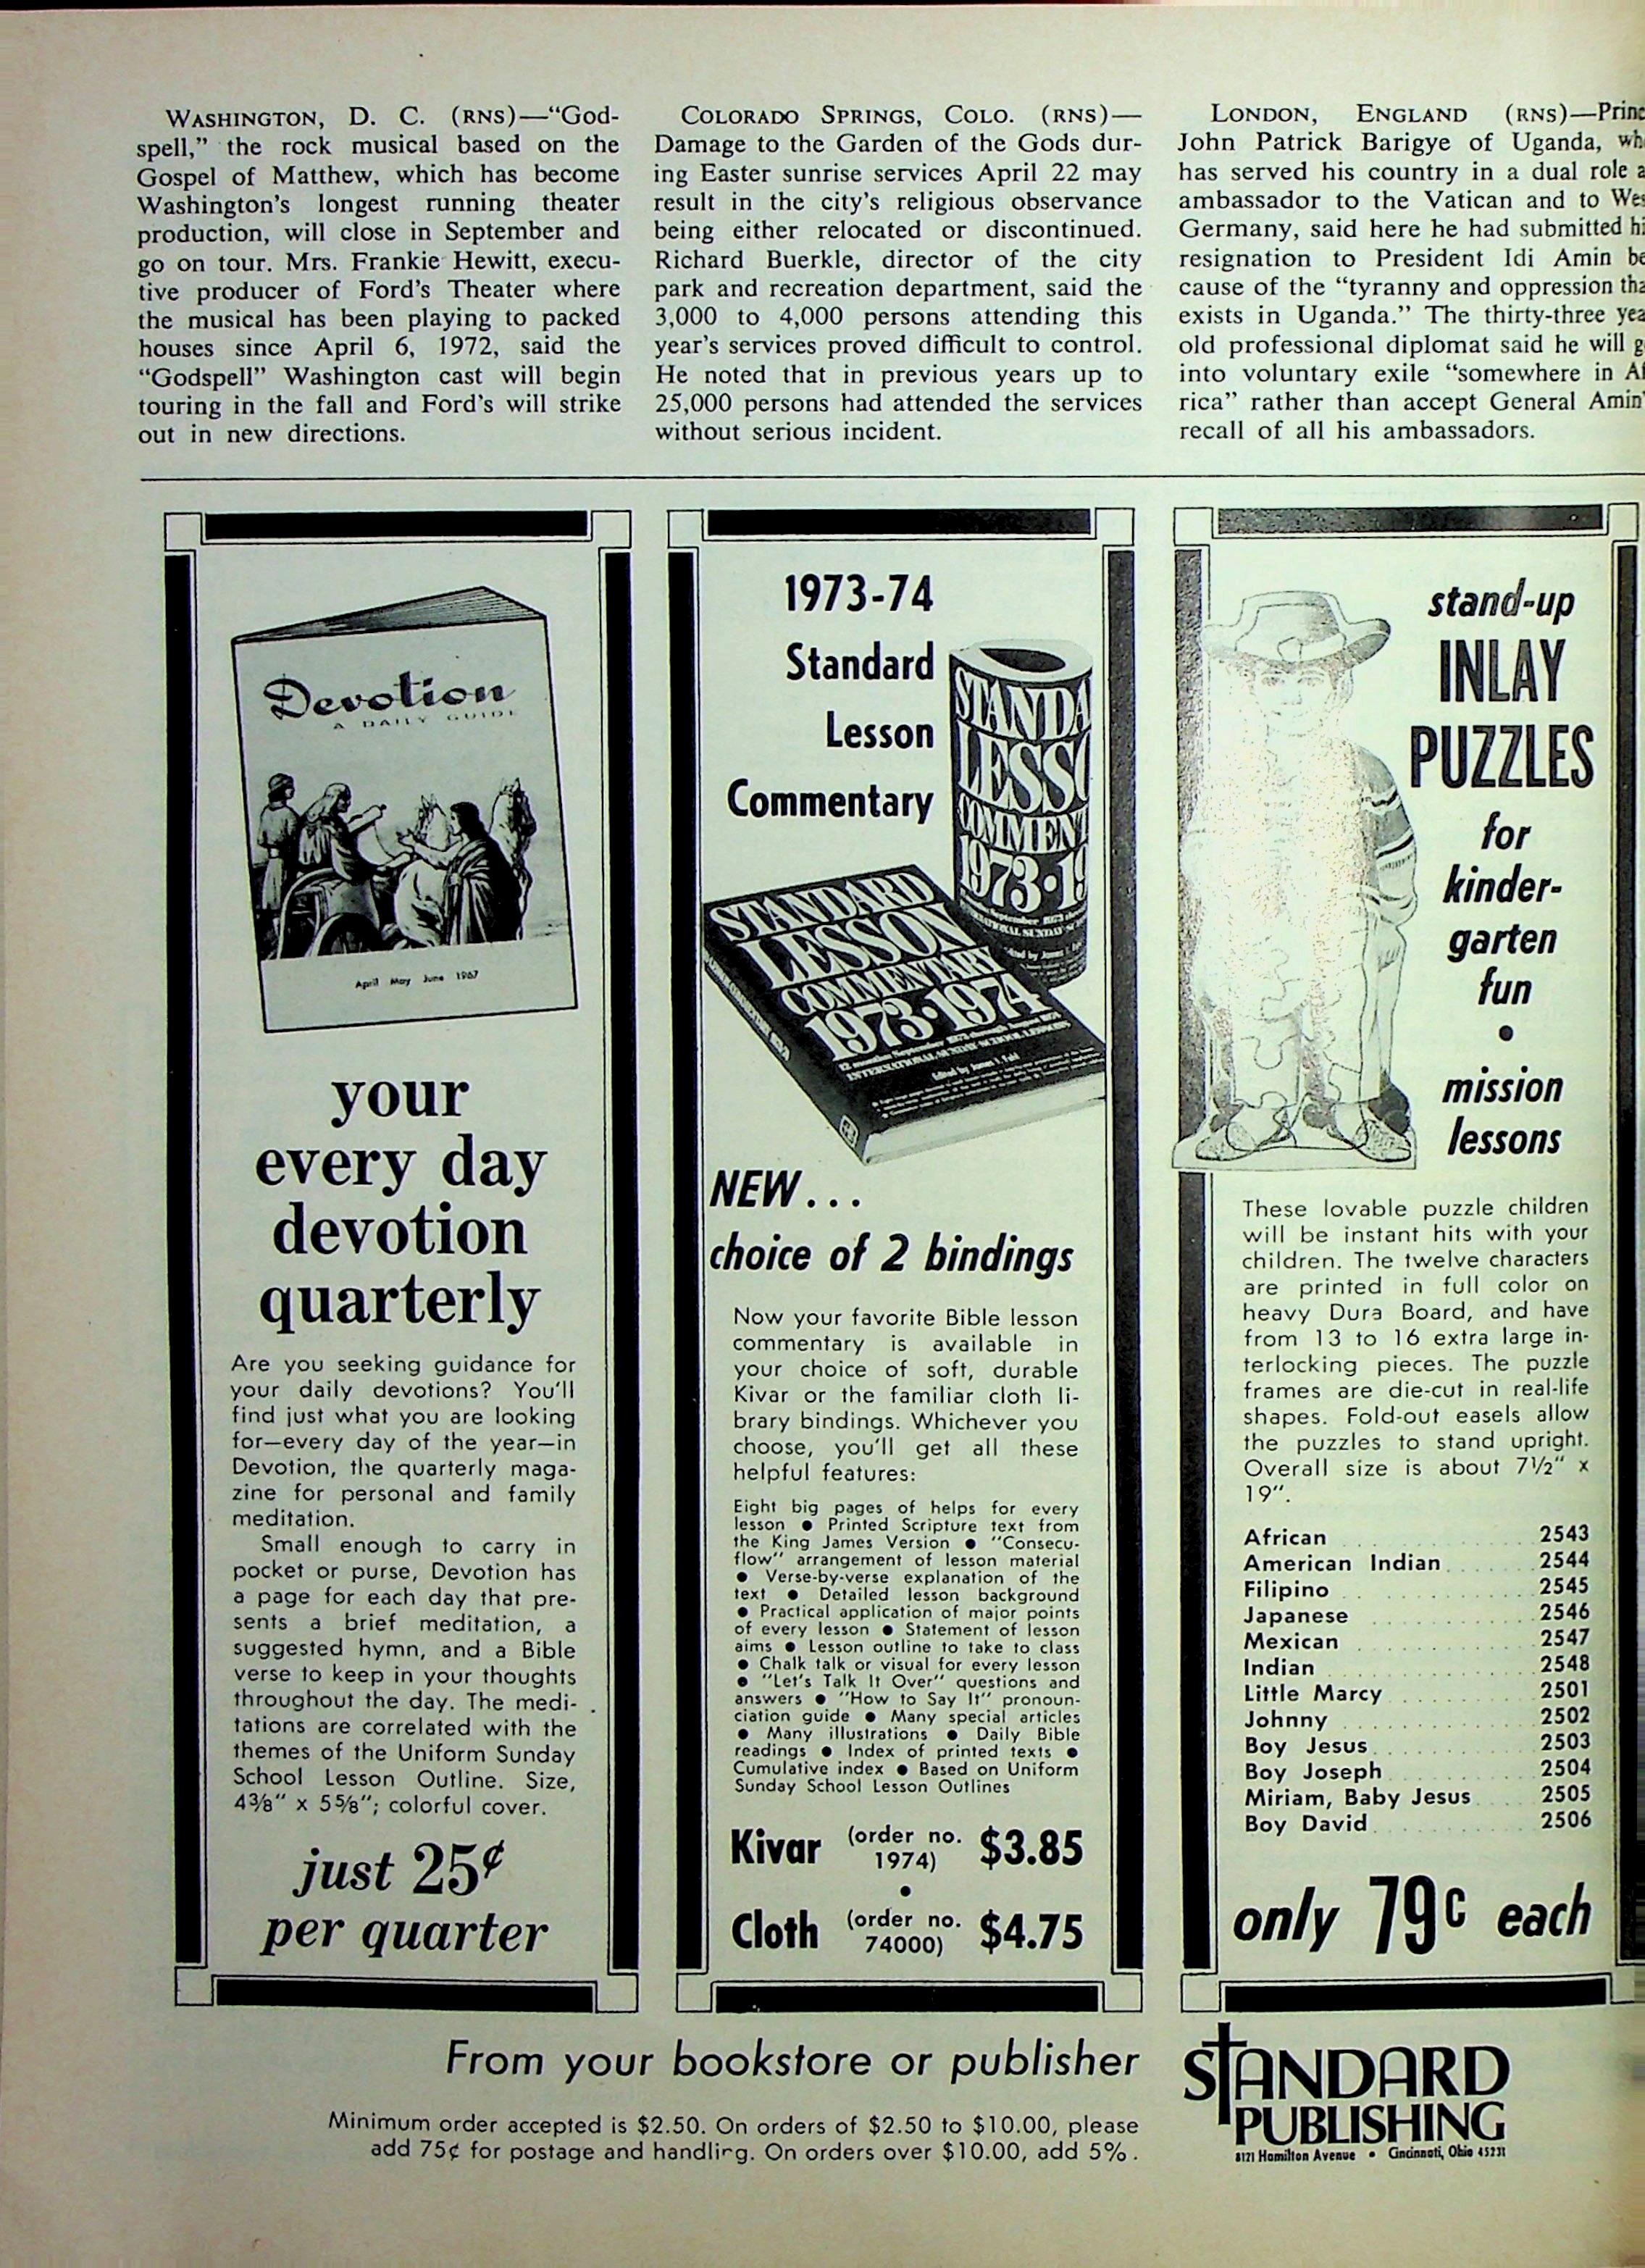 WASHINGTON, D. C. (RNS)—“God-
spell,” the rock musical based on the
Gospel of Matthew, which has become
Washington’s longest running theater
production, will close in September and
go on tour. Mrs. Frankie Hewitt, execu-
tive producer of Ford’s Theater where
the musical has been playing to packed
houses since April 6, 1972, said the
“Godspell” Washington cast will begin
touring in the fall and Ford’s will strike
out in new directions.
COLORADO SPRINGS, COLO. (RNS)—
Damage to the Garden of the Gods dur-
ing Easter sunrise services April 22 may
result in the city’s religious observance
being either relocated or discontinued.
Richard Buerkle, director of the city
park and recreation department, said the
3,000 to 4,000 persons attending this
year’s services proved difficult to control.
He noted that in previous years up to
25,000 persons had attended the services
without serious incident.
LONDON, ENGLAND (RNS)—Princ
John Patrick Barigye of Uganda, wh
has served his country in a dual role a
ambassador to the Vatican and to Wes
Germany, said here he had submitted hi
resignation to President Idi Amin be
cause of the “tyranny and oppression tha
exists in Uganda.” The thirty-three yea
old professional diplomat said he will g
into voluntary exile “somewhere in Af
rica” rather than accept General Amin’
recall of all his ambassadors.
Devotion
A DAILY GUIDE
April May June 1967
your
every day
devotion
quarterly
Are you seeking guidance for
your daily devotions? You’ll
find just what you are looking
for—every day of the year—in
Devotion, the quarterly maga-
zine for personal and family
meditation.
Small enough to carry in
pocket or purse, Devotion has
a page for each day that pre-
sents a brief meditation, a
suggested hymn, and a Bible
verse to keep in your thoughts
throughout the day. The medi-
tations are correlated with the
themes of the Uniform Sunday
School Lesson Outline. Size,
4⅜” x 5⅝”; colorful cover.
just 25¢
per quarter
1973-74
Standard
Lesson
Commentary
STANDA
LESSO
COMMENT
1973·19
STANDARD
LESSON
COMMENTARY
1973·1974
INTERNATIONAL SUNDAY SCHOOL LESSONS
Edited by James I. Fehl
NEW...
choice of 2 bindings
Now your favorite Bible lesson
commentary is available in
your choice of soft, durable
Kivar or the familiar cloth li-
brary bindings. Whichever you
choose, you’ll get all these
helpful features:
Eight big pages of helps for every
lesson ● Printed Scripture text from
the King James Version ● “Consecu-
flow” arrangement of lesson material
● Verse-by-verse explanation of the
text ● Detailed lesson background
● Practical application of major points
of every lesson ● Statement of lesson
aims ● Lesson outline to take to class
● Chalk talk or visual for every lesson
● “Let’s Talk It Over” questions and
answers ● “How to Say It” pronoun-
ciation guide ● Many special articles
● Many illustrations ● Daily Bible
readings ● Index of printed texts ●
Cumulative index ● Based on Uniform
Sunday School Lesson Outlines
Kivar (order no. 1974) $3.85
●
Cloth (order no. 74000) $4.75
stand-up
INLAY
PUZZLES
for
kinder-
garten
fun
●
mission
lessons
These lovable puzzle children
will be instant hits with your
children. The twelve characters
are printed in full color on
heavy Dura Board, and have
from 13 to 16 extra large in-
terlocking pieces. The puzzle
frames are die-cut in real-life
shapes. Fold-out easels allow
the puzzles to stand upright.
Overall size is about 7½” x
19”.
African 2543
American Indian 2544
Filipino 2545
Japanese 2546
Mexican 2547
Indian 2548
Little Marcy 2501
Johnny 2502
Boy Jesus 2503
Boy Joseph 2504
Miriam, Baby Jesus 2505
Boy David 2506
only 79c each
From your bookstore or publisher
Minimum order accepted is $2.50. On orders of $2.50 to $10.00, please
add 75¢ for postage and handling. On orders over $10.00, add 5%.
STANDARD
PUBLISHING
8121 Hamilton Avenue • Cincinnati, Ohio 45231